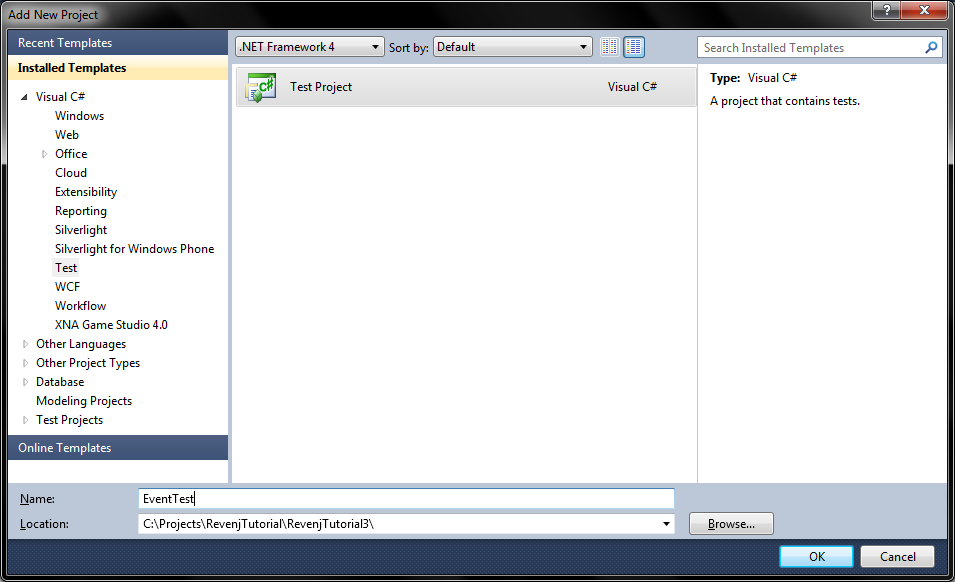 Add New Project
?
Recent Templates
Installed Templates
Visual C#
Windows
Web
Office
Cloud
Extensibility
Reporting
Silverlight
Silverlight for Windows Phone
Test
WCF
Workflow
XNA Game Studio 4.0
Other Languages
Other Project Types
Database
Modeling Projects
Test Projects
Online Templates
.NET Framework 4 Sort by: Default
C# Test Project Visual C#
Search Installed Templates
Type: Visual C#
A project that contains tests.
Name: EventTest
Location: C:\Projects\RevenjTutorial\RevenjTutorial3\ Browse...
OK Cancel